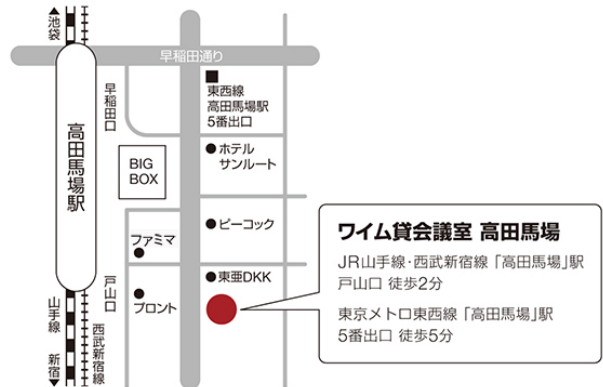 ▲池袋
早稲田通り
早稲田口
■
東西線
高田馬場駅
5番出口
高田馬場駅
BIG
BOX
●ホテル
サンルート
●ピーコック
ファミマ
●東亜DKK
戸山口
プロント
山手線
西武新宿線
新宿▼
ワイム貸会議室 高田馬場
JR山手線・西武新宿線「高田馬場」駅
戸山口 徒歩2分
東京メトロ東西線「高田馬場」駅
5番出口 徒歩5分